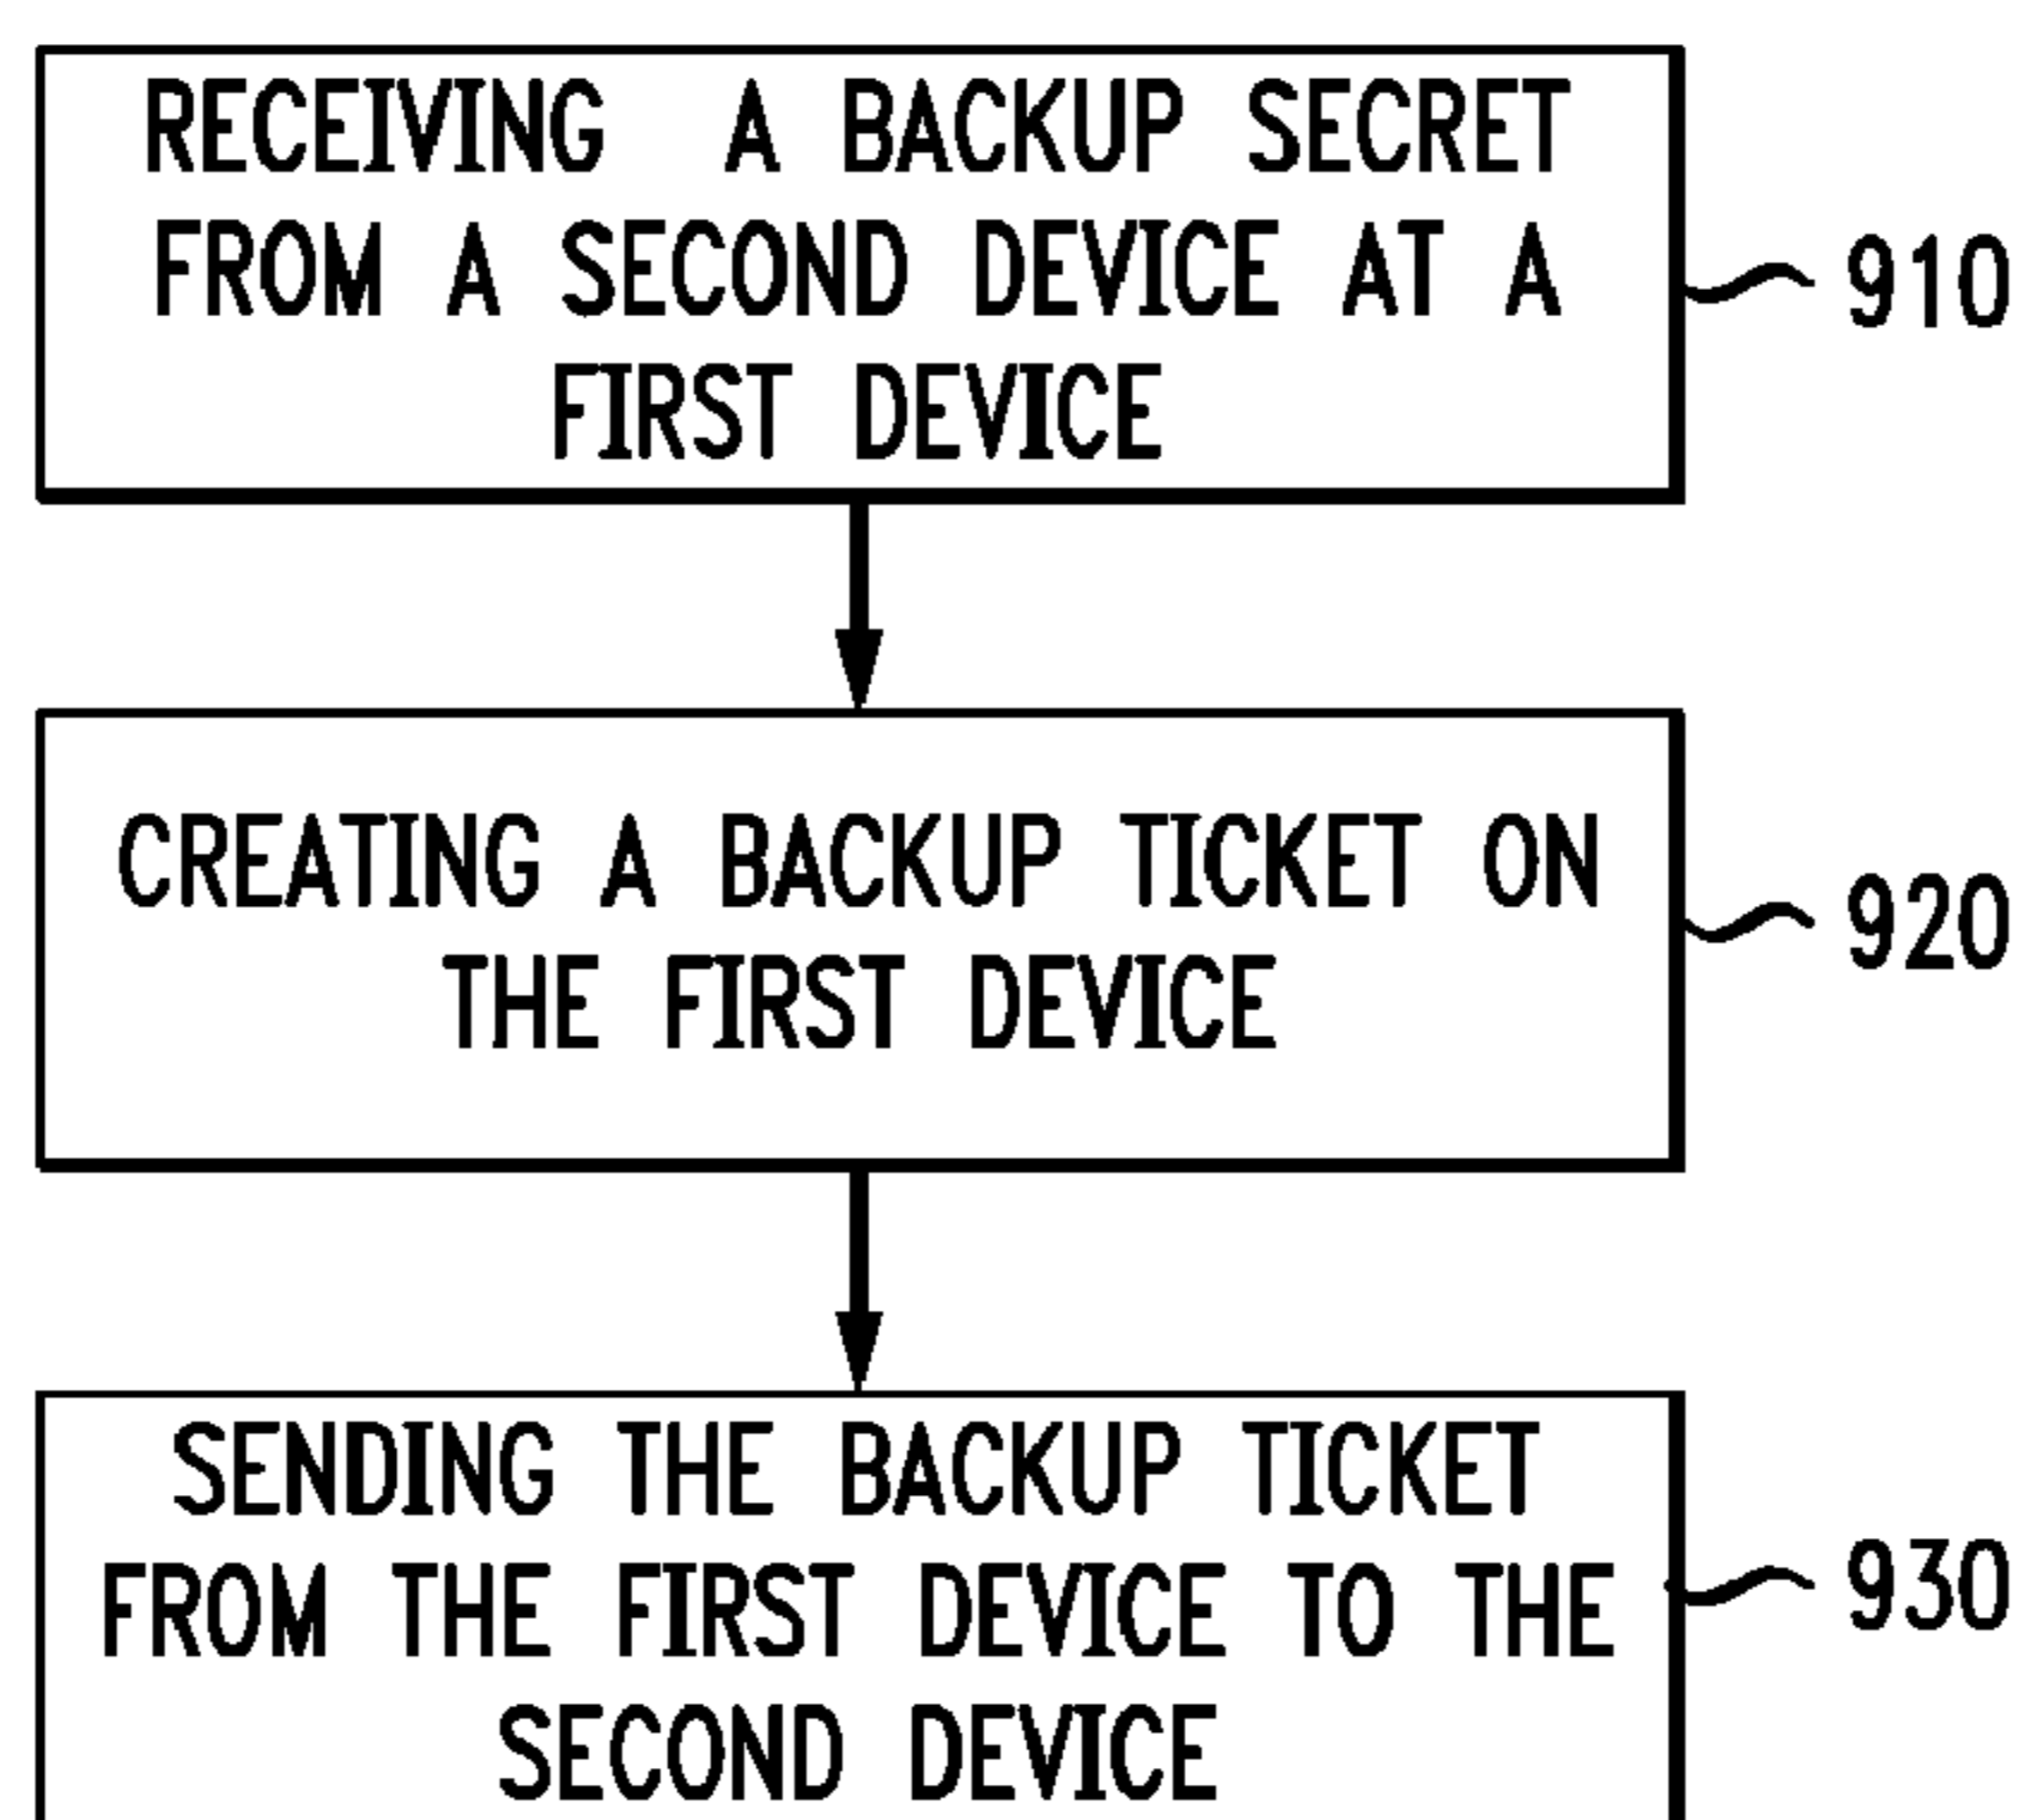 RECEIVING A BACKUP SECRET
FROM A SECOND DEVICE AT A
FIRST DEVICE
910
CREATING A BACKUP TICKET ON
THE FIRST DEVICE
920
SENDING THE BACKUP TICKET
FROM THE FIRST DEVICE TO THE
SECOND DEVICE
930